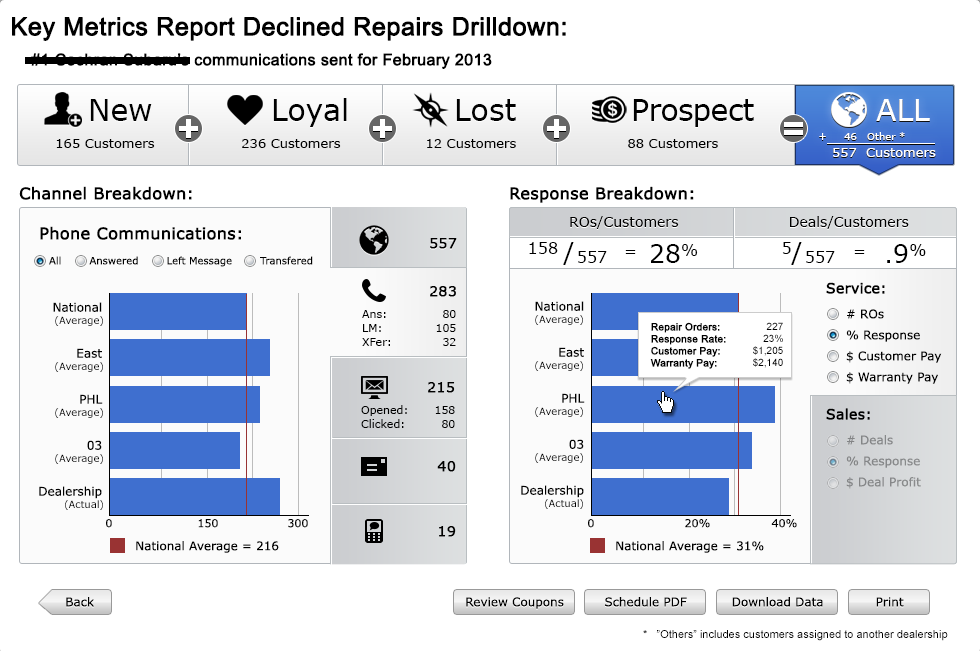 Key Metrics Report Declined Repairs Drilldown:
communications sent for February 2013
New
165 Customers
Loyal
236 Customers
Lost
12 Customers
Prospect
88 Customers
ALL
+ 46 Other *
557 Customers
Channel Breakdown:
Phone Communications:
All Answered Left Message Transfered
National
(Average)
East
(Average)
PHL
(Average)
03
(Average)
Dealership
(Actual)
0 150 300
National Average = 216
557
283
Ans: 80
LM: 105
XFer: 32
215
Opened: 158
Clicked: 80
40
19
Response Breakdown:
ROs/Customers
158/557 = 28%
Deals/Customers
5/557 = .9%
National
(Average)
East
(Average)
PHL
(Average)
03
(Average)
Dealership
(Actual)
Repair Orders: 227
Response Rate: 23%
Customer Pay: $1,205
Warranty Pay: $2,140
0 20% 40%
National Average = 31%
Service:
# ROs
% Response
$ Customer Pay
$ Warranty Pay
Sales:
# Deals
% Response
$ Deal Profit
Back
Review Coupons
Schedule PDF
Download Data
Print
* "Others" includes customers assigned to another dealership